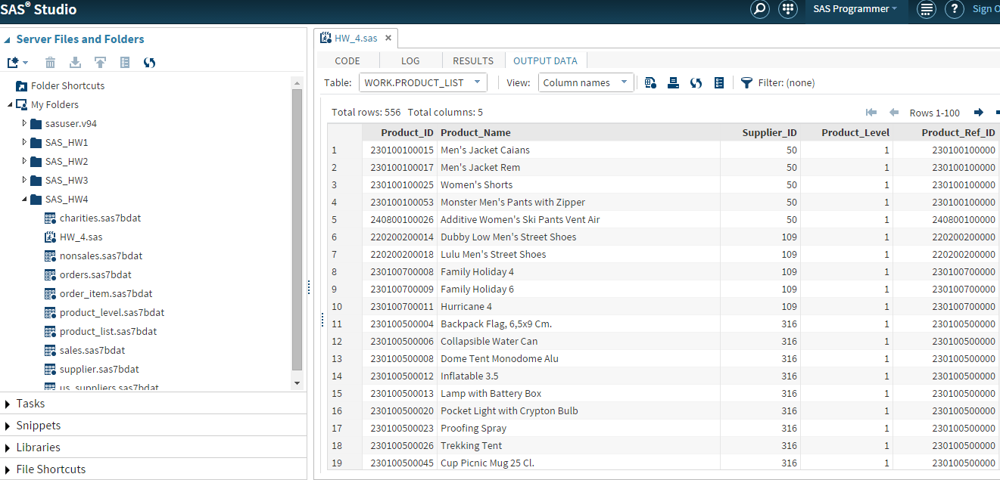 SAS® Studio
SAS Programmer
Sign O
Server Files and Folders
Folder Shortcuts
My Folders
sasuser.v94
SAS_HW1
SAS_HW2
SAS_HW3
SAS_HW4
charities.sas7bdat
HW_4.sas
nonsales.sas7bdat
orders.sas7bdat
order_item.sas7bdat
product_level.sas7bdat
product_list.sas7bdat
sales.sas7bdat
supplier.sas7bdat
us_suppliers.sas7bdat
Tasks
Snippets
Libraries
File Shortcuts
HW_4.sas
CODE LOG RESULTS OUTPUT DATA
Table: WORK.PRODUCT_LIST View: Column names Filter: (none)
Total rows: 556 Total columns: 5 Rows 1-100
Product_ID Product_Name Supplier_ID Product_Level Product_Ref_ID
1 230100100015 Men's Jacket Caians 50 1 230100100000
2 230100100017 Men's Jacket Rem 50 1 230100100000
3 230100100025 Women's Shorts 50 1 230100100000
4 230100100053 Monster Men's Pants with Zipper 50 1 230100100000
5 240800100026 Additive Women's Ski Pants Vent Air 50 1 240800100000
6 220200200014 Dubby Low Men's Street Shoes 109 1 220200200000
7 220200200018 Lulu Men's Street Shoes 109 1 220200200000
8 230100700008 Family Holiday 4 109 1 230100700000
9 230100700009 Family Holiday 6 109 1 230100700000
10 230100700011 Hurricane 4 109 1 230100700000
11 230100500004 Backpack Flag, 6,5x9 Cm. 316 1 230100500000
12 230100500006 Collapsible Water Can 316 1 230100500000
13 230100500008 Dome Tent Monodome Alu 316 1 230100500000
14 230100500012 Inflatable 3.5 316 1 230100500000
15 230100500013 Lamp with Battery Box 316 1 230100500000
16 230100500020 Pocket Light with Crypton Bulb 316 1 230100500000
17 230100500023 Proofing Spray 316 1 230100500000
18 230100500026 Trekking Tent 316 1 230100500000
19 230100500045 Cup Picnic Mug 25 Cl. 316 1 230100500000